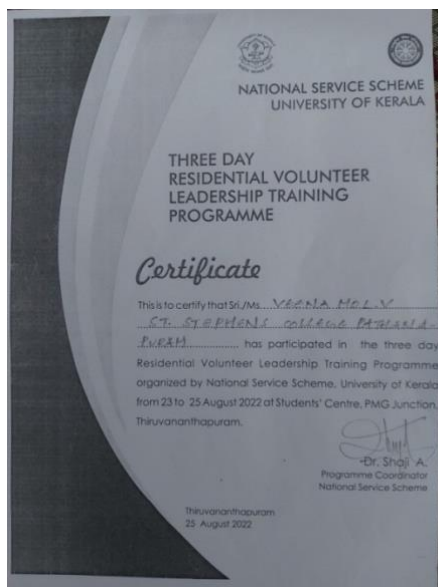 NATIONAL SERVICE SCHEME
UNIVERSITY OF KERALA
THREE DAY
RESIDENTIAL VOLUNTEER
LEADERSHIP TRAINING
PROGRAMME
Certificate
This is to certify that Sri./Ms. VEENA MOL.V
ST. STEPHENS COLLEGE PATHANA-
PURAM has participated in the three day
Residential Volunteer Leadership Training Programme
organized by National Service Scheme, University of Kerala
from 23 to 25 August 2022 at Students' Centre, PMG Junction,
Thiruvananthapuram.
Dr. Shaji A.
Programme Coordinator
National Service Scheme
Thiruvananthapuram
25 August 2022